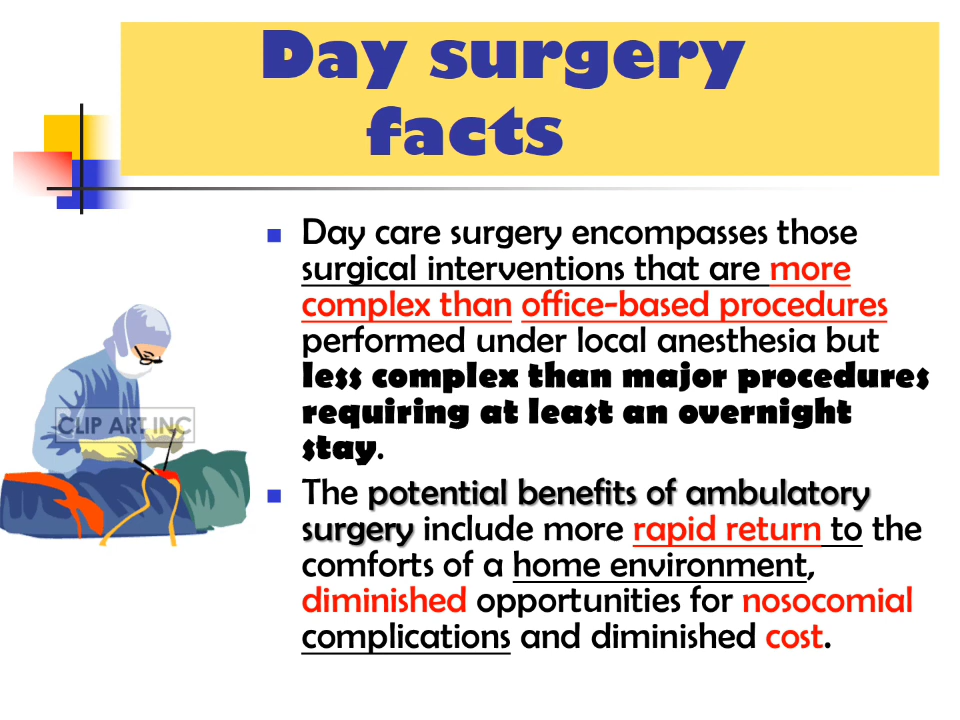 Day surgery
facts
Day care surgery encompasses those
surgical interventions that are more
complex than office-based procedures
performed under local anesthesia but
less complex than major procedures
requiring at least an overnight
stay.
The potential benefits of ambulatory
surgery include more rapid return to the
comforts of a home environment,
diminished opportunities for nosocomial
complications and diminished cost.
CLIP ART INC